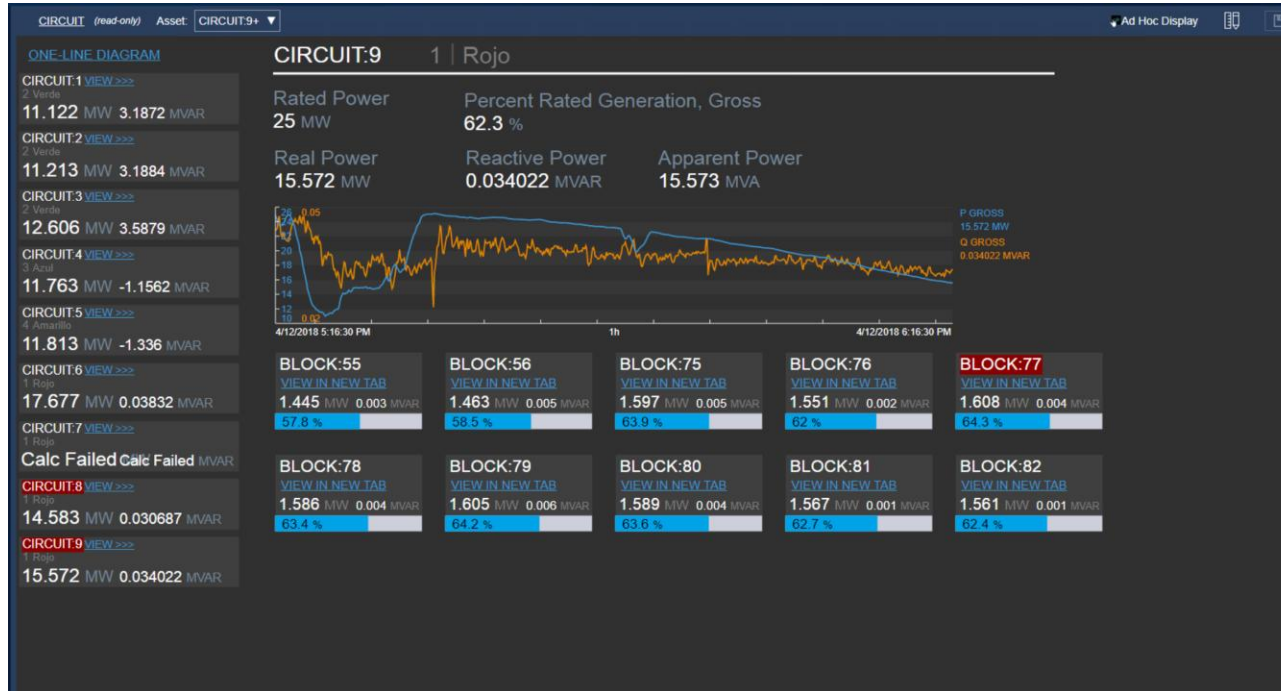 CIRCUIT (read-only) Asset: CIRCUIT:9+ ▼ Ad Hoc Display
ONE-LINE DIAGRAM
CIRCUIT:1 VIEW >>>
2 Verde
11.122 MW 3.1872 MVAR
CIRCUIT:2 VIEW >>>
2 Verde
11.213 MW 3.1884 MVAR
CIRCUIT:3 VIEW >>>
2 Verde
12.606 MW 3.5879 MVAR
CIRCUIT:4 VIEW >>>
3 Azul
11.763 MW -1.1562 MVAR
CIRCUIT:5 VIEW >>>
4 Amarillo
11.813 MW -1.336 MVAR
CIRCUIT:6 VIEW >>>
1 Rojo
17.677 MW 0.03832 MVAR
CIRCUIT:7 VIEW >>>
1 Rojo
Calc Failed Calc Failed MVAR
CIRCUIT:8 VIEW >>>
1 Rojo
14.583 MW 0.030687 MVAR
CIRCUIT:9 VIEW >>>
1 Rojo
15.572 MW 0.034022 MVAR
CIRCUIT:9 1 | Rojo
Rated Power Percent Rated Generation, Gross
25 MW 62.3 %
Real Power Reactive Power Apparent Power
15.572 MW 0.034022 MVAR 15.573 MVA
26 0.05
20
18
16
14
12
10 0.02
4/12/2018 5:16:30 PM 1h 4/12/2018 6:16:30 PM
P GROSS
15.572 MW
Q GROSS
0.034022 MVAR
BLOCK:55 BLOCK:56 BLOCK:75 BLOCK:76 BLOCK:77
VIEW IN NEW TAB VIEW IN NEW TAB VIEW IN NEW TAB VIEW IN NEW TAB VIEW IN NEW TAB
1.445 MW 0.003 MVAR 1.463 MW 0.005 MVAR 1.597 MW 0.005 MVAR 1.551 MW 0.002 MVAR 1.608 MW 0.004 MVAR
57.8 % 58.5 % 63.9 % 62 % 64.3 %
BLOCK:78 BLOCK:79 BLOCK:80 BLOCK:81 BLOCK:82
VIEW IN NEW TAB VIEW IN NEW TAB VIEW IN NEW TAB VIEW IN NEW TAB VIEW IN NEW TAB
1.586 MW 0.004 MVAR 1.605 MW 0.006 MVAR 1.589 MW 0.004 MVAR 1.567 MW 0.001 MVAR 1.561 MW 0.001 MVAR
63.4 % 64.2 % 63.6 % 62.7 % 62.4 %